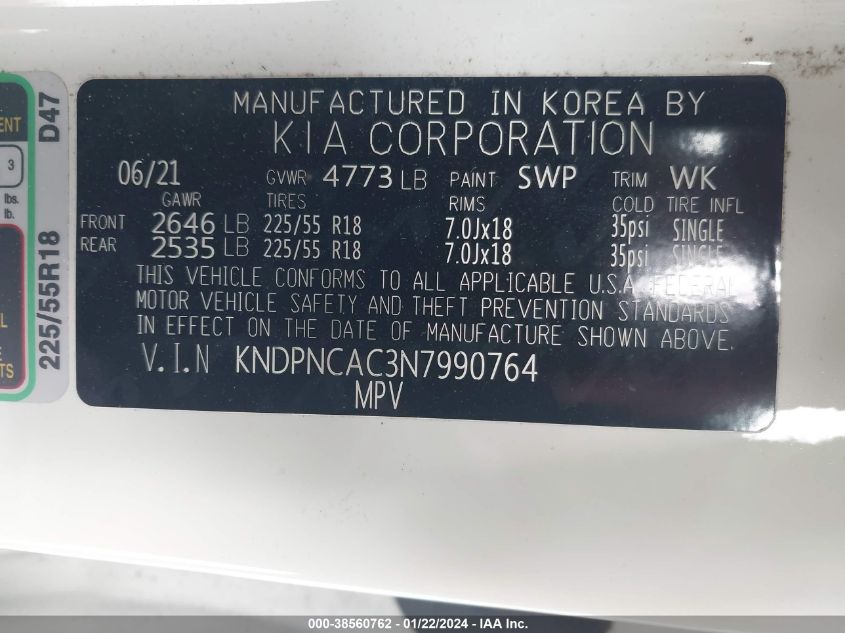 MANUFACTURED IN KOREA BY
KIA CORPORATION
06/21 GVWR 4773 LB PAINT SWP TRIM WK
GAWR TIRES RIMS COLD TIRE INFL
FRONT 2646 LB 225/55 R18 7.0Jx18 35psi SINGLE
REAR 2535 LB 225/55 R18 7.0Jx18 35psi SINGLE
THIS VEHICLE CONFORMS TO ALL APPLICABLE U.S.A. FEDERAL
MOTOR VEHICLE SAFETY AND THEFT PREVENTION STANDARDS
IN EFFECT ON THE DATE OF MANUFACTURE SHOWN ABOVE.
V.I.N KNDPNCAC3N7990764
MPV
225/55R18 D47
3
lbs.
lb.
000-38560762 - 01/22/2024 - IAA Inc.